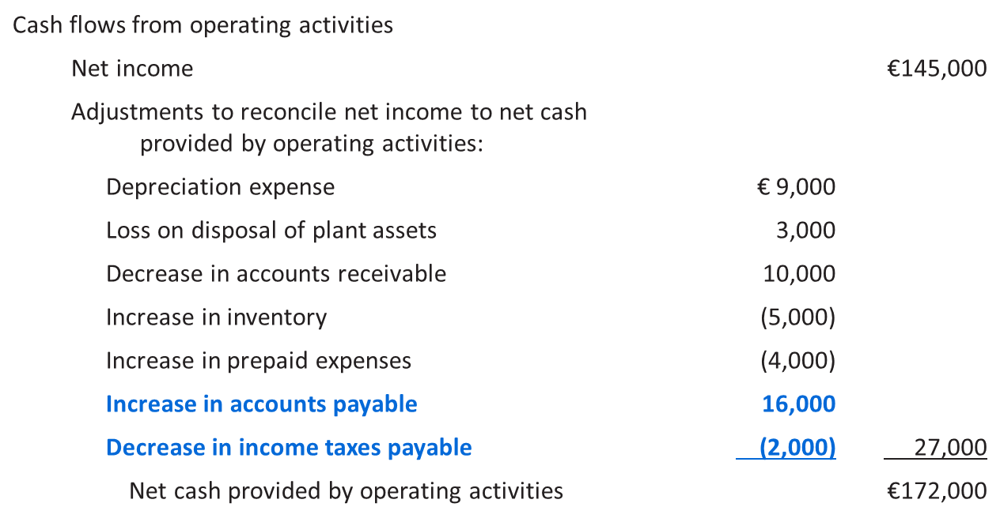 Cash flows from operating activities
Net income €145,000
Adjustments to reconcile net income to net cash
provided by operating activities:
Depreciation expense € 9,000
Loss on disposal of plant assets 3,000
Decrease in accounts receivable 10,000
Increase in inventory (5,000)
Increase in prepaid expenses (4,000)
Increase in accounts payable 16,000
Decrease in income taxes payable (2,000) 27,000
Net cash provided by operating activities €172,000